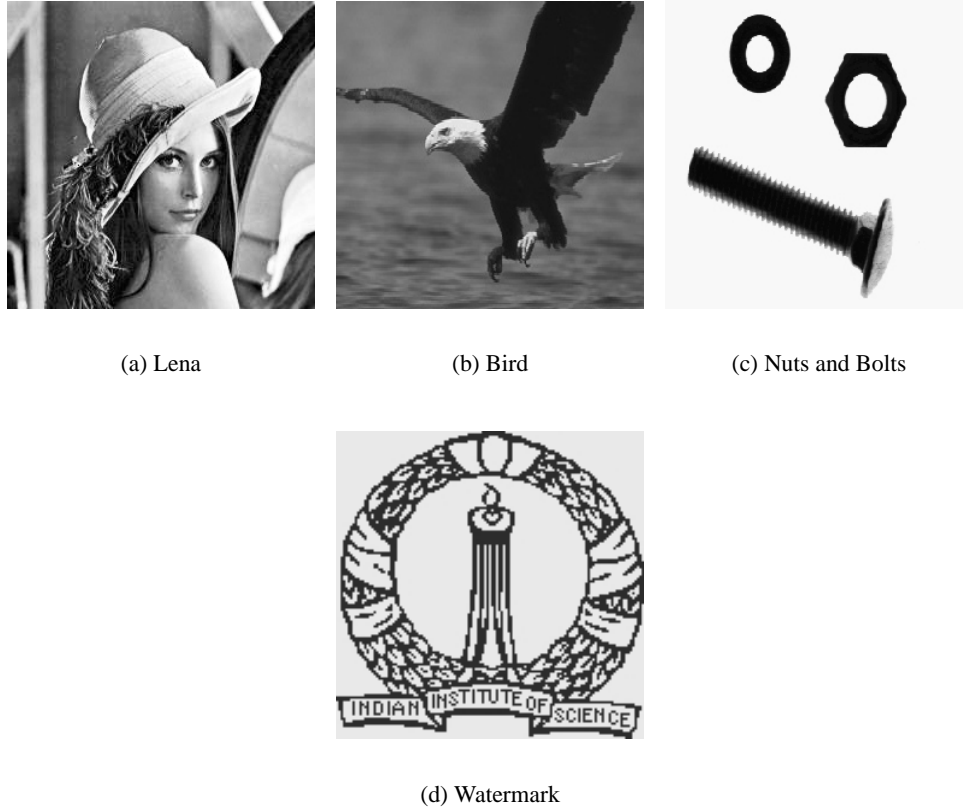 (a) Lena
(b) Bird
(c) Nuts and Bolts
INDIAN INSTITUTE OF SCIENCE
(d) Watermark